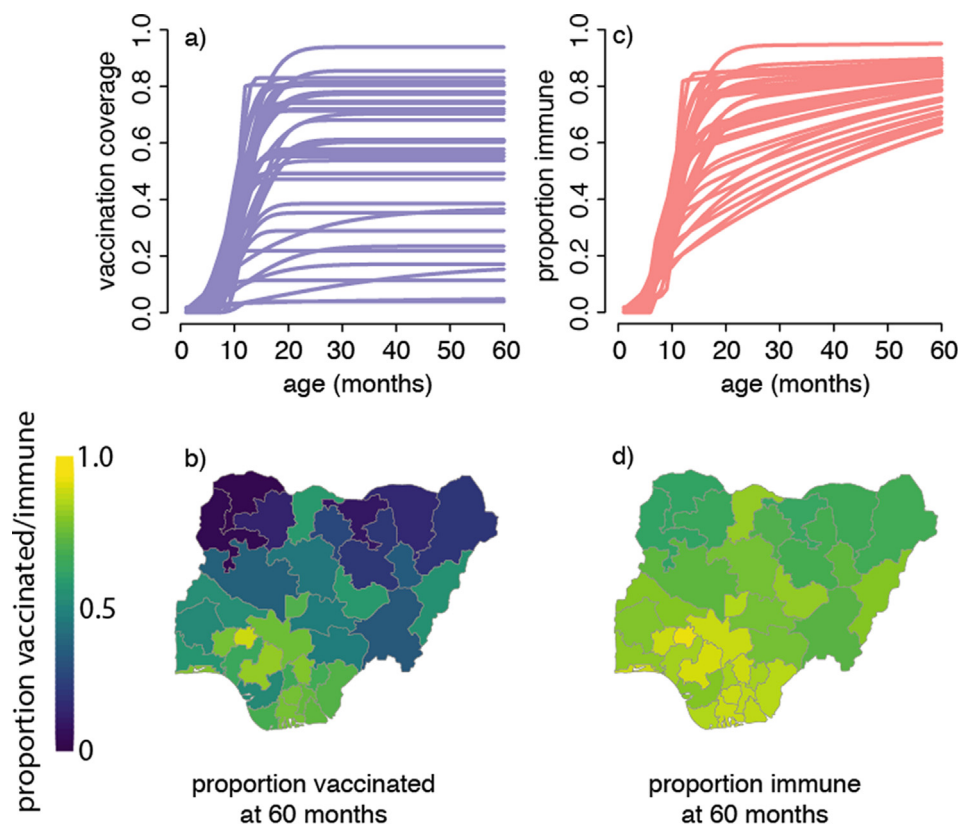 a)
vaccination coverage
1.0
0.8
0.6
0.4
0.2
0.0
0 10 20 30 40 50 60
age (months)
c)
proportion immune
1.0
0.8
0.6
0.4
0.2
0.0
0 10 20 30 40 50 60
age (months)
proportion vaccinated/immune
1.0
0.5
0
b)
proportion vaccinated
at 60 months
d)
proportion immune
at 60 months